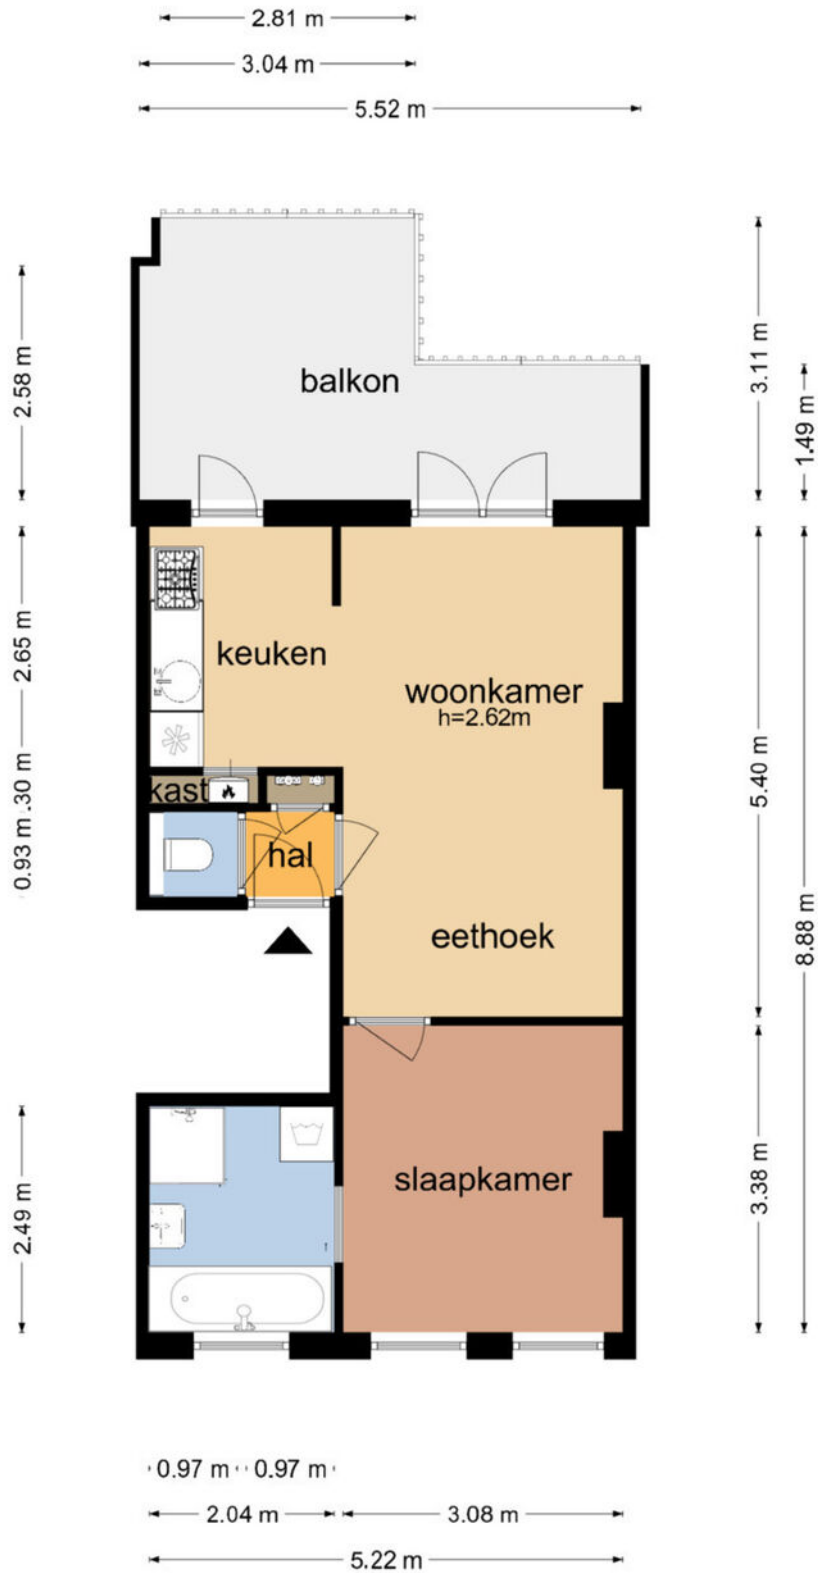 2.81 m
3.04 m
5.52 m
2.58 m
3.11 m
1.49 m
balkon
2.65 m
keuken
woonkamer
h=2.62m
5.40 m
.30 m
kast
0.93 m
hal
8.88 m
eethoek
slaapkamer
3.38 m
2.49 m
0.97 m
0.97 m
2.04 m
3.08 m
5.22 m